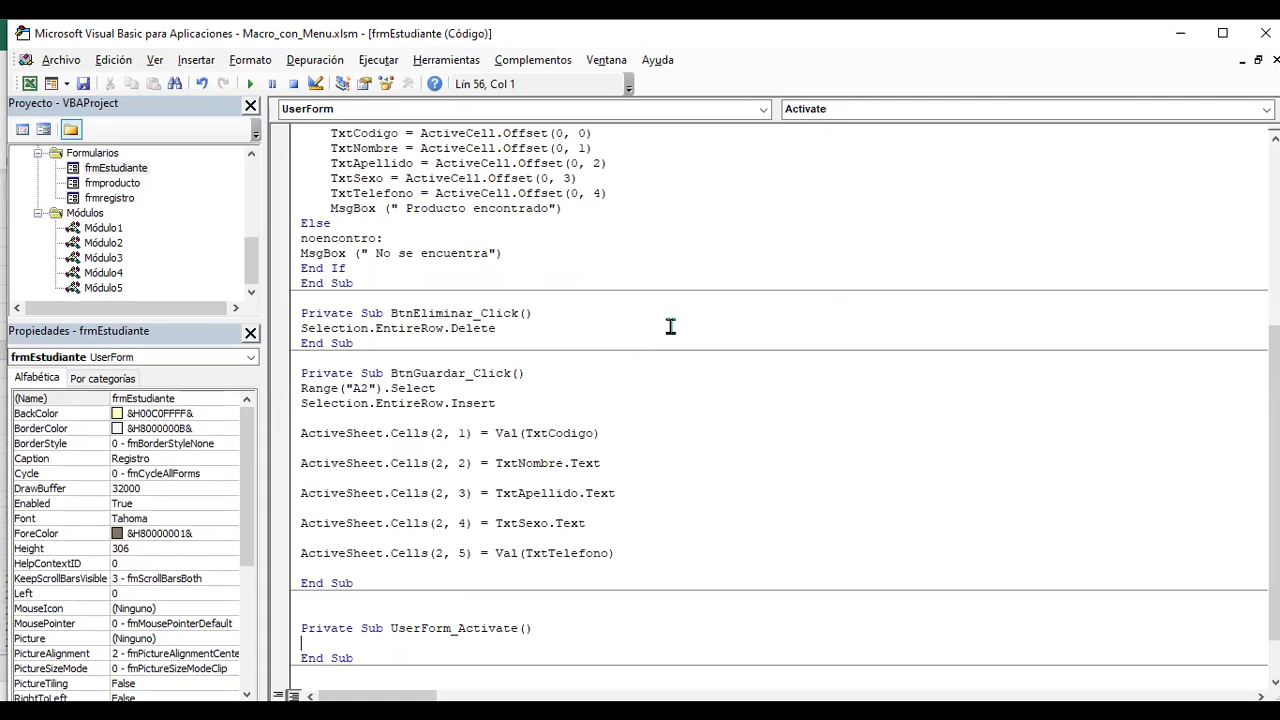 Microsoft Visual Basic para Aplicaciones - Macro_con_Menu.xlsm - [frmEstudiante (Código)]
Archivo Edición Ver Insertar Formato Depuración Ejecutar Herramientas Complementos Ventana Ayuda
Lín 56, Col 1
Proyecto - VBAProject
Formularios
frmEstudiante
frmproducto
frmregistro
Módulos
Módulo1
Módulo2
Módulo3
Módulo4
Módulo5
Propiedades - frmEstudiante
frmEstudiante UserForm
Alfabética Por categorías
(Name) frmEstudiante
BackColor &H00C0FFFF&
BorderColor &H8000000B&
BorderStyle 0 - fmBorderStyleNone
Caption Registro
Cycle 0 - fmCycleAllForms
DrawBuffer 32000
Enabled True
Font Tahoma
ForeColor &H80000001&
Height 306
HelpContextID 0
KeepScrollBarsVisible 3 - fmScrollBarsBoth
Left 0
MouseIcon (Ninguno)
MousePointer 0 - fmMousePointerDefault
Picture (Ninguno)
PictureAlignment 2 - fmPictureAlignmentCente
PictureSizeMode 0 - fmPictureSizeModeClip
PictureTiling False
RightToLeft False
UserForm Activate
TxtCodigo = ActiveCell.Offset(0, 0)
TxtNombre = ActiveCell.Offset(0, 1)
TxtApellido = ActiveCell.Offset(0, 2)
TxtSexo = ActiveCell.Offset(0, 3)
TxtTelefono = ActiveCell.Offset(0, 4)
MsgBox (" Producto encontrado")
Else
noencontro:
MsgBox (" No se encuentra")
End If
End Sub
Private Sub BtnEliminar_Click()
Selection.EntireRow.Delete
End Sub
Private Sub BtnGuardar_Click()
Range("A2").Select
Selection.EntireRow.Insert
ActiveSheet.Cells(2, 1) = Val(TxtCodigo)
ActiveSheet.Cells(2, 2) = TxtNombre.Text
ActiveSheet.Cells(2, 3) = TxtApellido.Text
ActiveSheet.Cells(2, 4) = TxtSexo.Text
ActiveSheet.Cells(2, 5) = Val(TxtTelefono)
End Sub
Private Sub UserForm_Activate()
End Sub